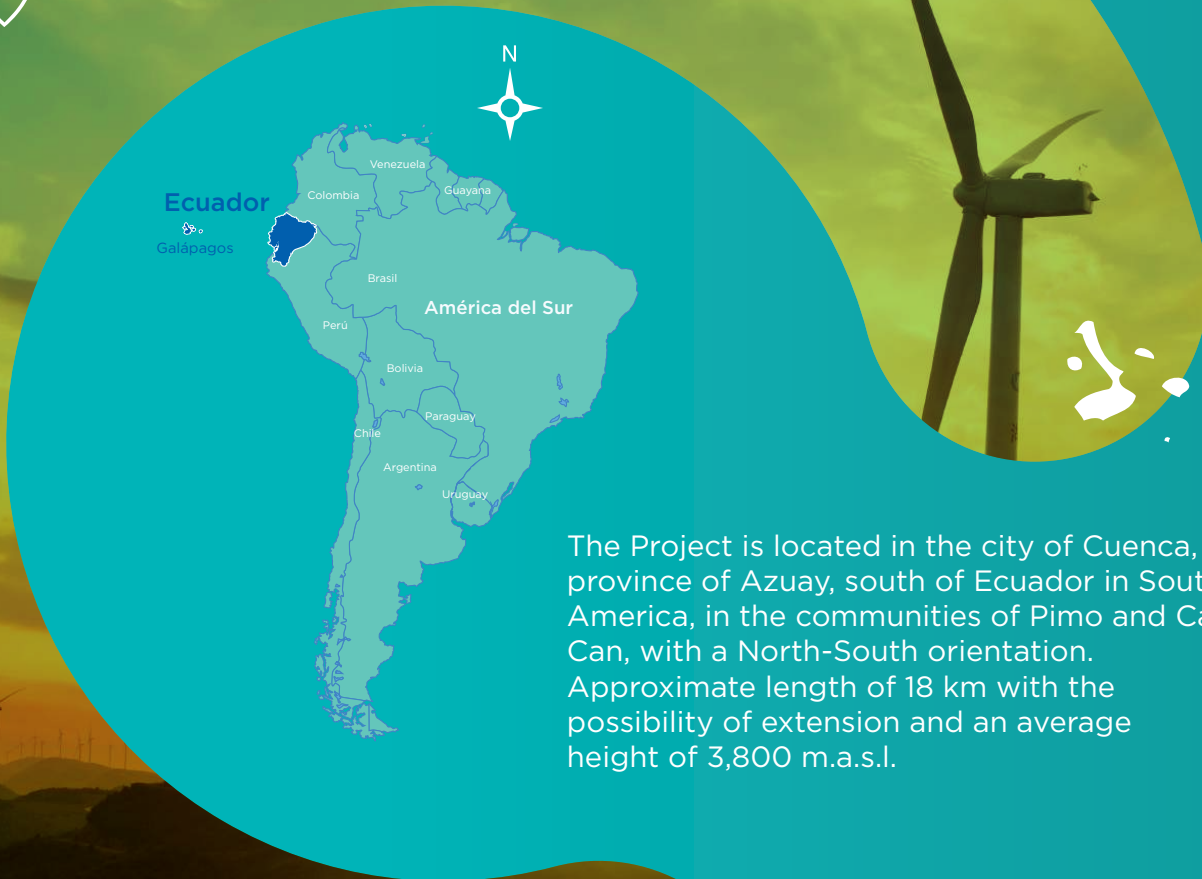 N
Venezuela
Guayana
Colombia
Ecuador
Galápagos
Brasil
América del Sur
Perú
Bolivia
Paraguay
Chile
Argentina
Uruguay
The Project is located in the city of Cuenca,
province of Azuay, south of Ecuador in Sout
America, in the communities of Pimo and Ca
Can, with a North-South orientation.
Approximate length of 18 km with the
possibility of extension and an average
height of 3,800 m.a.s.l.